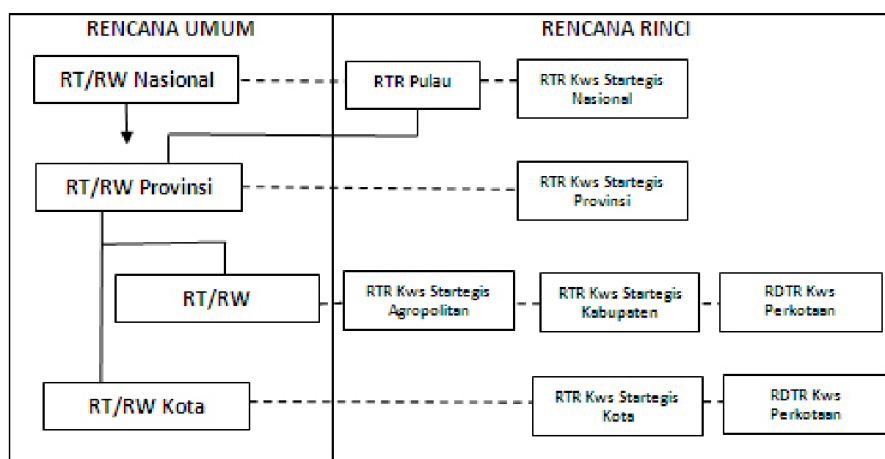 RENCANA UMUM
RENCANA RINCI
RT/RW Nasional
RTR Pulau
RTR Kws Startegis
Nasional
RT/RW Provinsi
RTR Kws Startegis
Provinsi
RT/RW
RTR Kws Startegis
Agropolitan
RTR Kws Startegis
Kabupaten
RDTR Kws
Perkotaan
RT/RW Kota
RTR Kws Startegis
Kota
RDTR Kws
Perkotaan